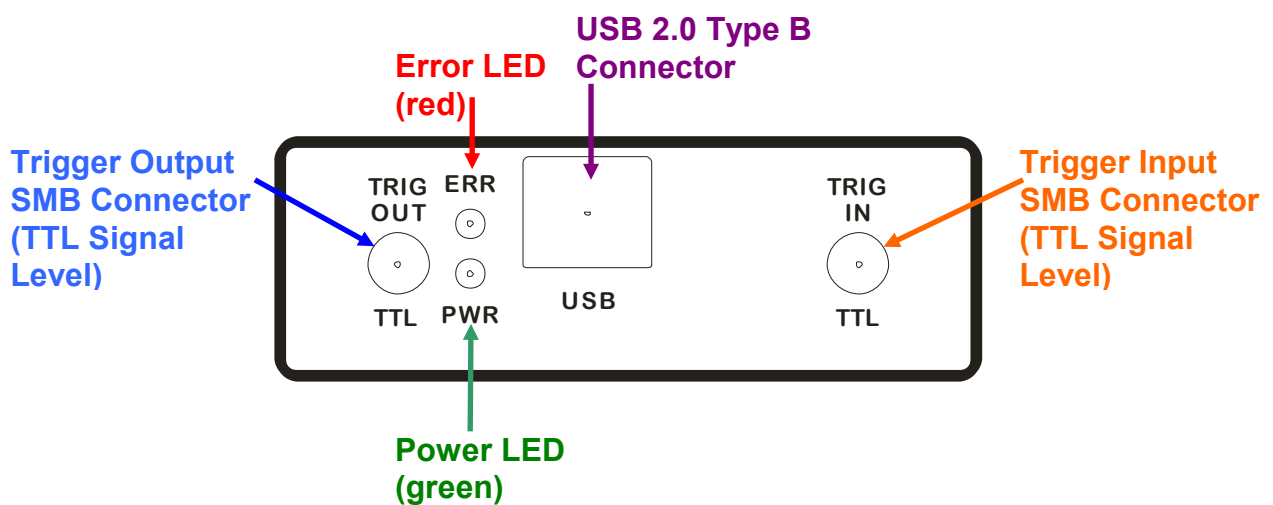 USB 2.0 Type B
Connector
Error LED
(red)
Trigger Output
SMB Connector
(TTL Signal
Level)
TRIG
OUT
ERR
TTL
PWR
USB
TRIG
IN
TTL
Trigger Input
SMB Connector
(TTL Signal
Level)
Power LED
(green)